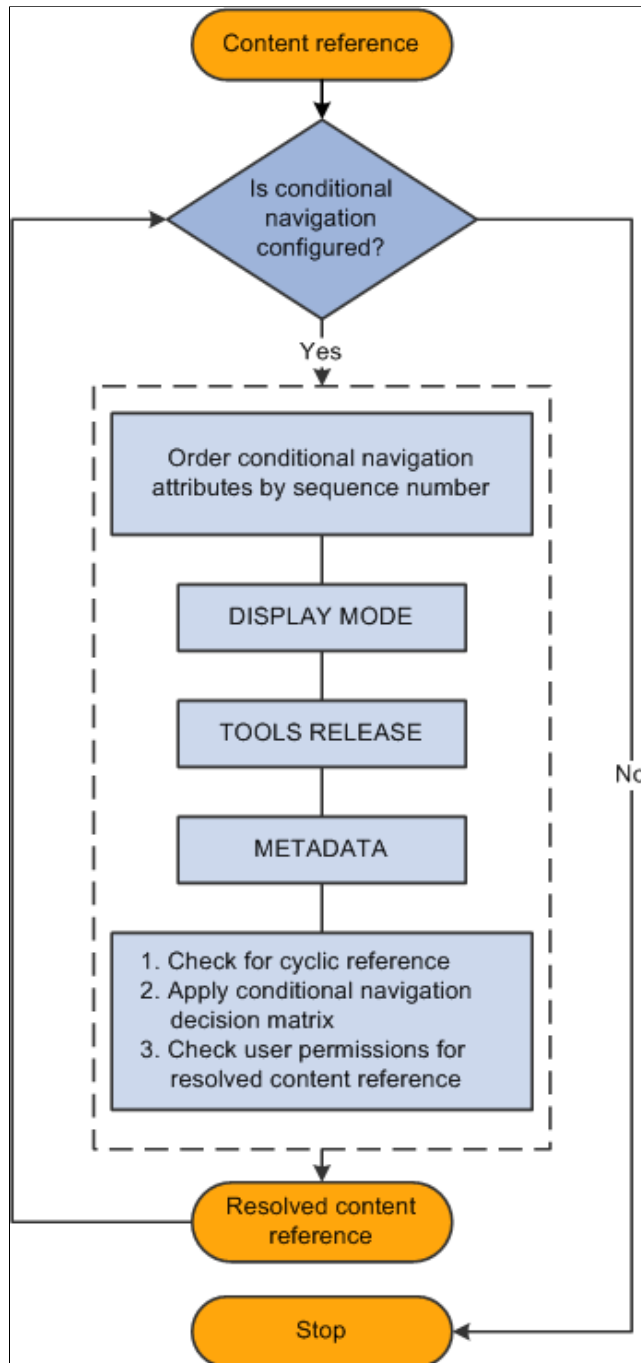 Content reference
Is conditional
navigation
configured?
Yes
Order conditional navigation
attributes by sequence number
DISPLAY MODE
TOOLS RELEASE
No
METADATA
1. Check for cyclic reference
2. Apply conditional navigation
decision matrix
3. Check user permissions for
resolved content reference
Resolved content
reference
Stop